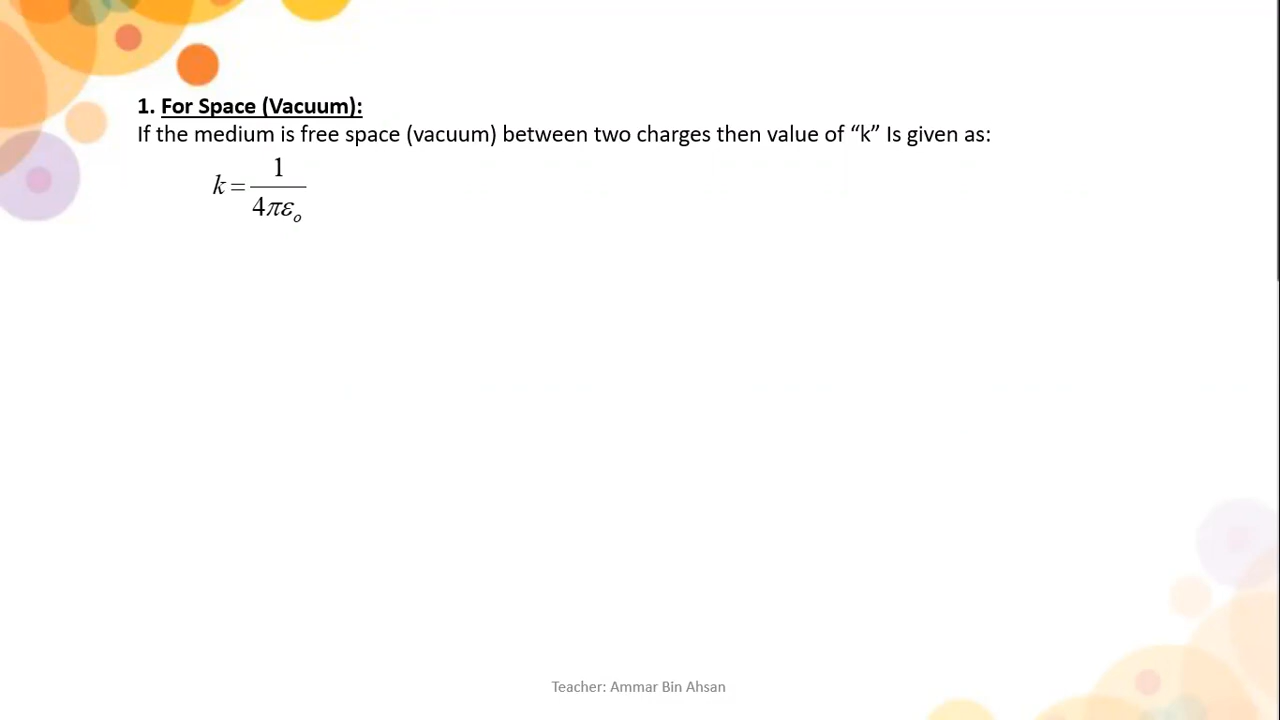 1. For Space (Vacuum):
If the medium is free space (vacuum) between two charges then value of “k” Is given as:
k = 1 / 4πεₒ
Teacher: Ammar Bin Ahsan